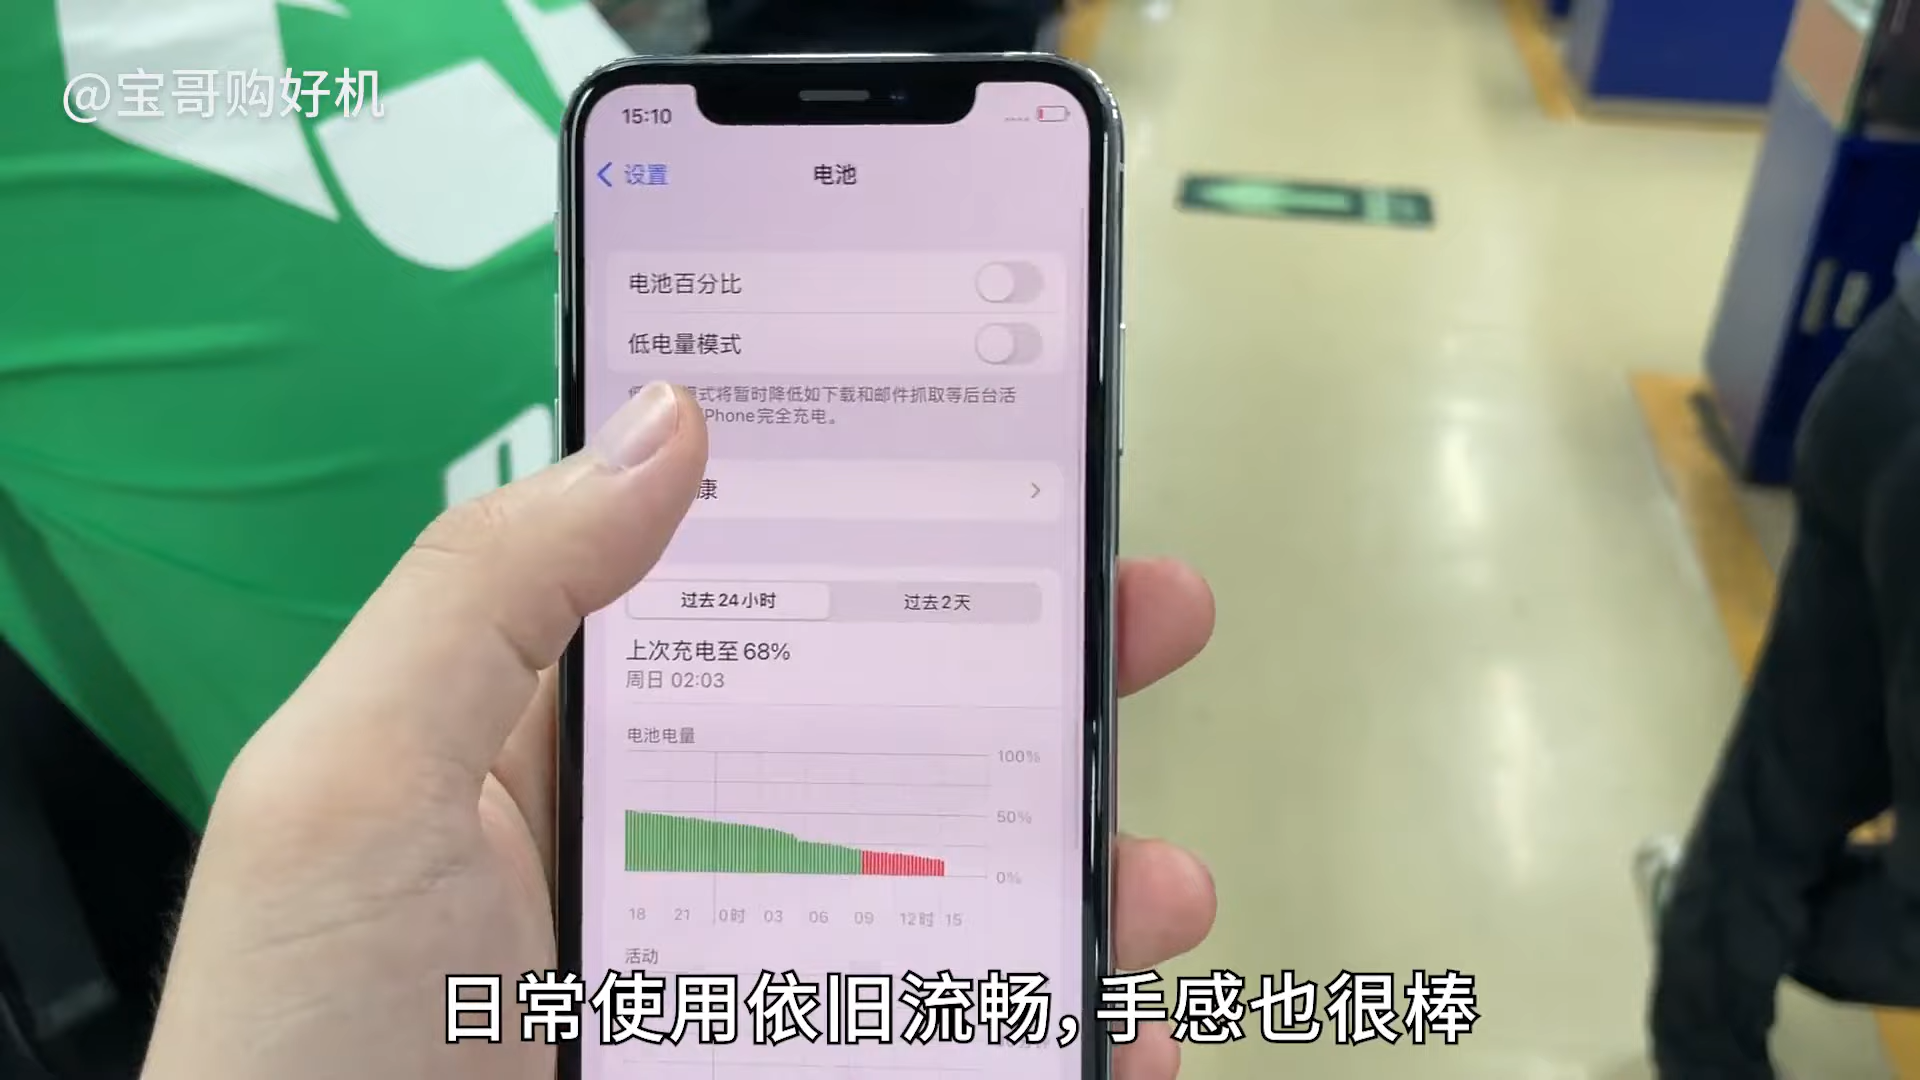 @宝哥购好机
15:10
设置
电池
电池百分比
低电量模式
式将暂时降低如下载和邮件抓取等后台活
Phone完全充电。
康
过去24小时
过去2天
上次充电至68%
周日 02:03
电池电量
100%
50%
0%
18 21 0时 03 06 09 12时 15
活动
日常使用依旧流畅，手感也很棒